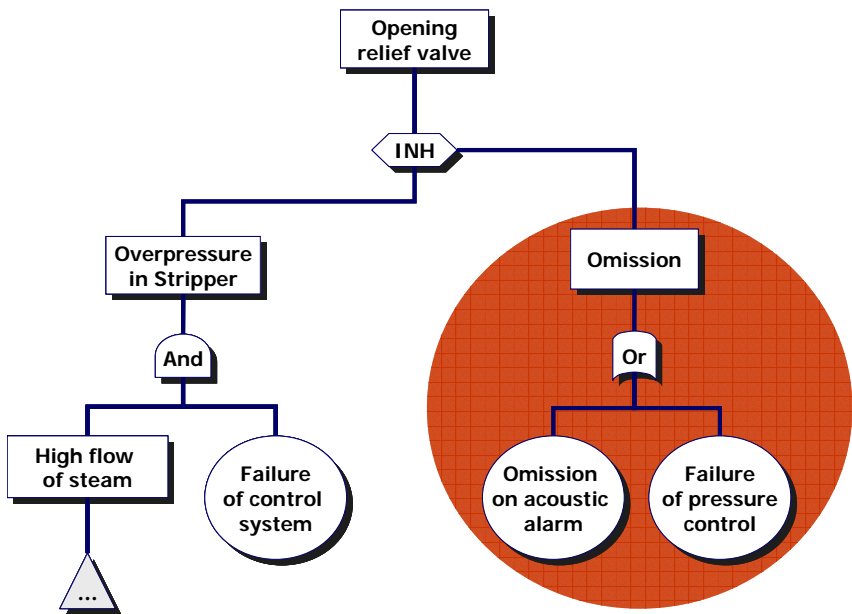 Opening
relief valve
INH
Overpressure
in Stripper
Omission
And
Or
High flow
of steam
Failure
of control
system
Omission
on acoustic
alarm
Failure
of pressure
control
...